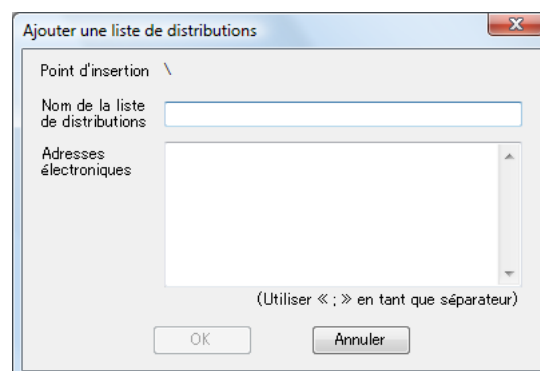 Ajouter une liste de distributions
Point d'insertion \
Nom de la liste
de distributions
Adresses
électroniques
(Utiliser « ; » en tant que séparateur)
OK Annuler